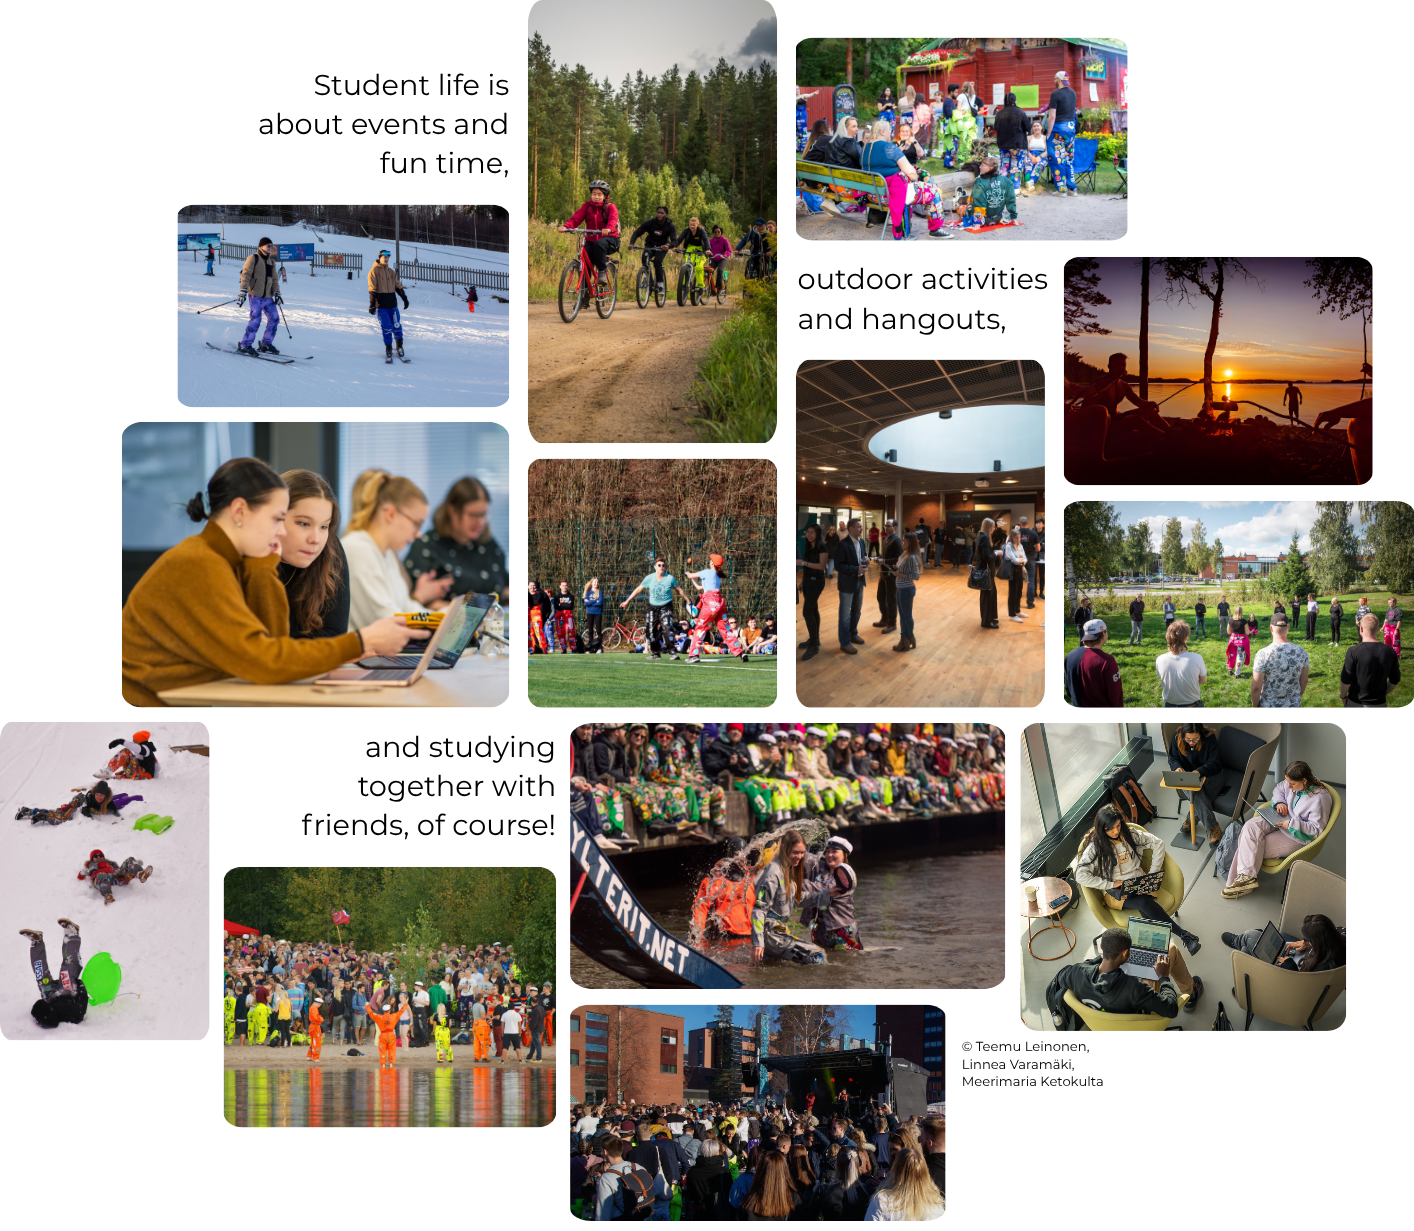 Student life is
about events and
fun time,
outdoor activities
and hangouts,
and studying
together with
friends, of course!
YLTERIT.NET
© Teemu Leinonen,
Linnea Varamäki,
Meerimaria Ketokulta